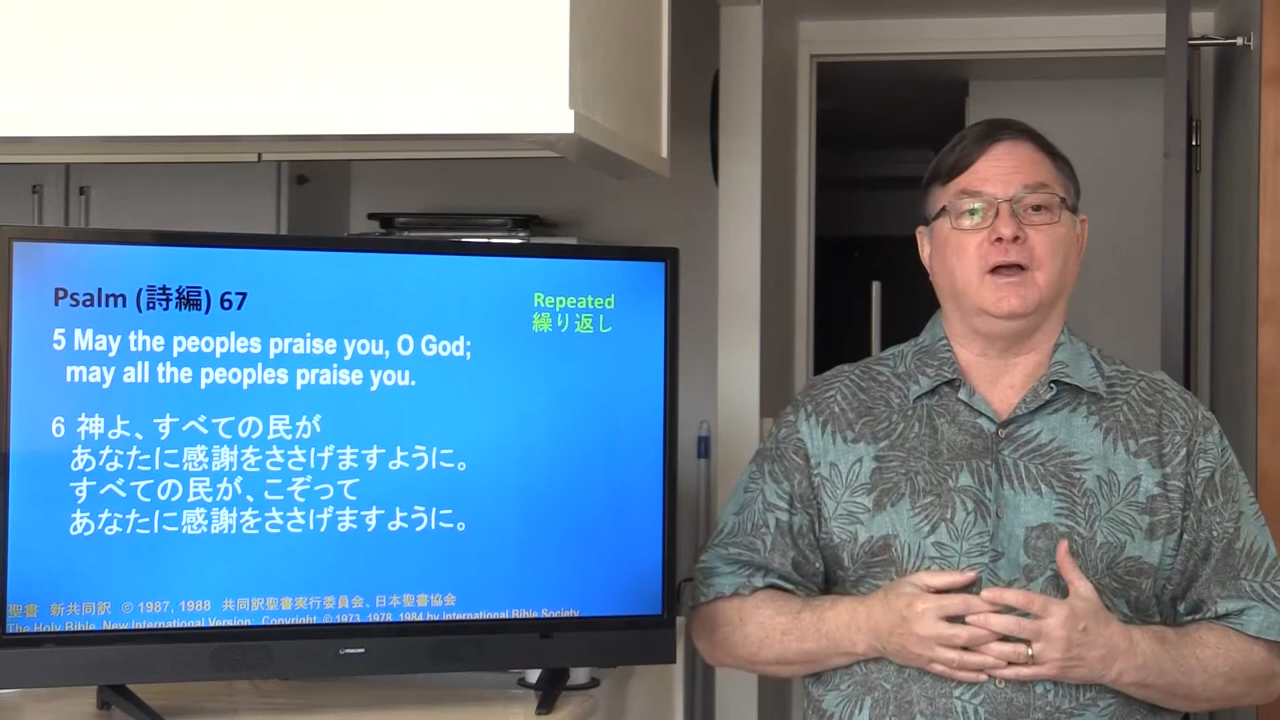 Psalm (詩編) 67
Repeated
繰り返し
5 May the peoples praise you, O God;
may all the peoples praise you.
6 神よ、すべての民が
あなたに感謝をささげますように。
すべての民が、こぞって
あなたに感謝をささげますように。
聖書 新共同訳 © 1987, 1988 共同訳聖書実行委員会、日本聖書協会
The Holy Bible, New International Version; Copyright © 1973, 1978, 1984 by International Bible Society